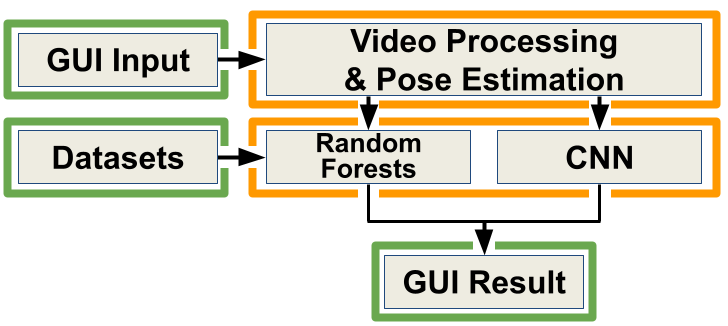 GUI Input
Video Processing
& Pose Estimation
Datasets
Random
Forests
CNN
GUI Result